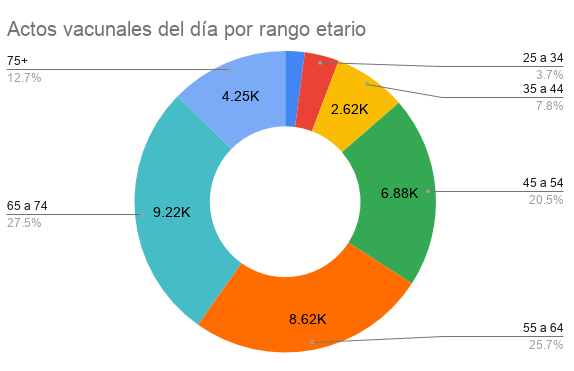 Actos vacunales del día por rango etario
75+
12.7%
25 a 34
3.7%
35 a 44
7.8%
4.25K
2.62K
45 a 54
20.5%
6.88K
65 a 74
27.5%
9.22K
8.62K
55 a 64
25.7%